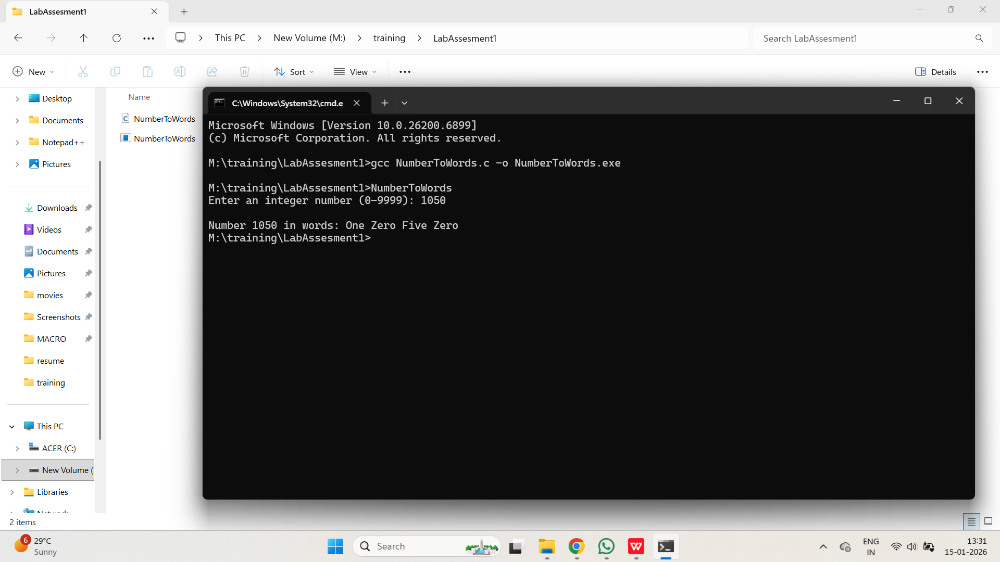 LabAssesment1
This PC > New Volume (M:) > training > LabAssesment1
Search LabAssesment1
New
Sort
View
Details
Desktop
Documents
Notepad++
Pictures
Downloads
Videos
Documents
Pictures
movies
Screenshots
MACRO
resume
training
This PC
ACER (C:)
New Volume (
Libraries
Network
2 items
Name
NumberToWords
NumberToWords
C:\Windows\System32\cmd.e
Microsoft Windows [Version 10.0.26200.6899]
(c) Microsoft Corporation. All rights reserved.
M:\training\LabAssesment1>gcc NumberToWords.c -o NumberToWords.exe
M:\training\LabAssesment1>NumberToWords
Enter an integer number (0-9999): 1050
Number 1050 in words: One Zero Five Zero
M:\training\LabAssesment1>
6
29°C
Sunny
Search
ENG
IN
13:31
15-01-2026